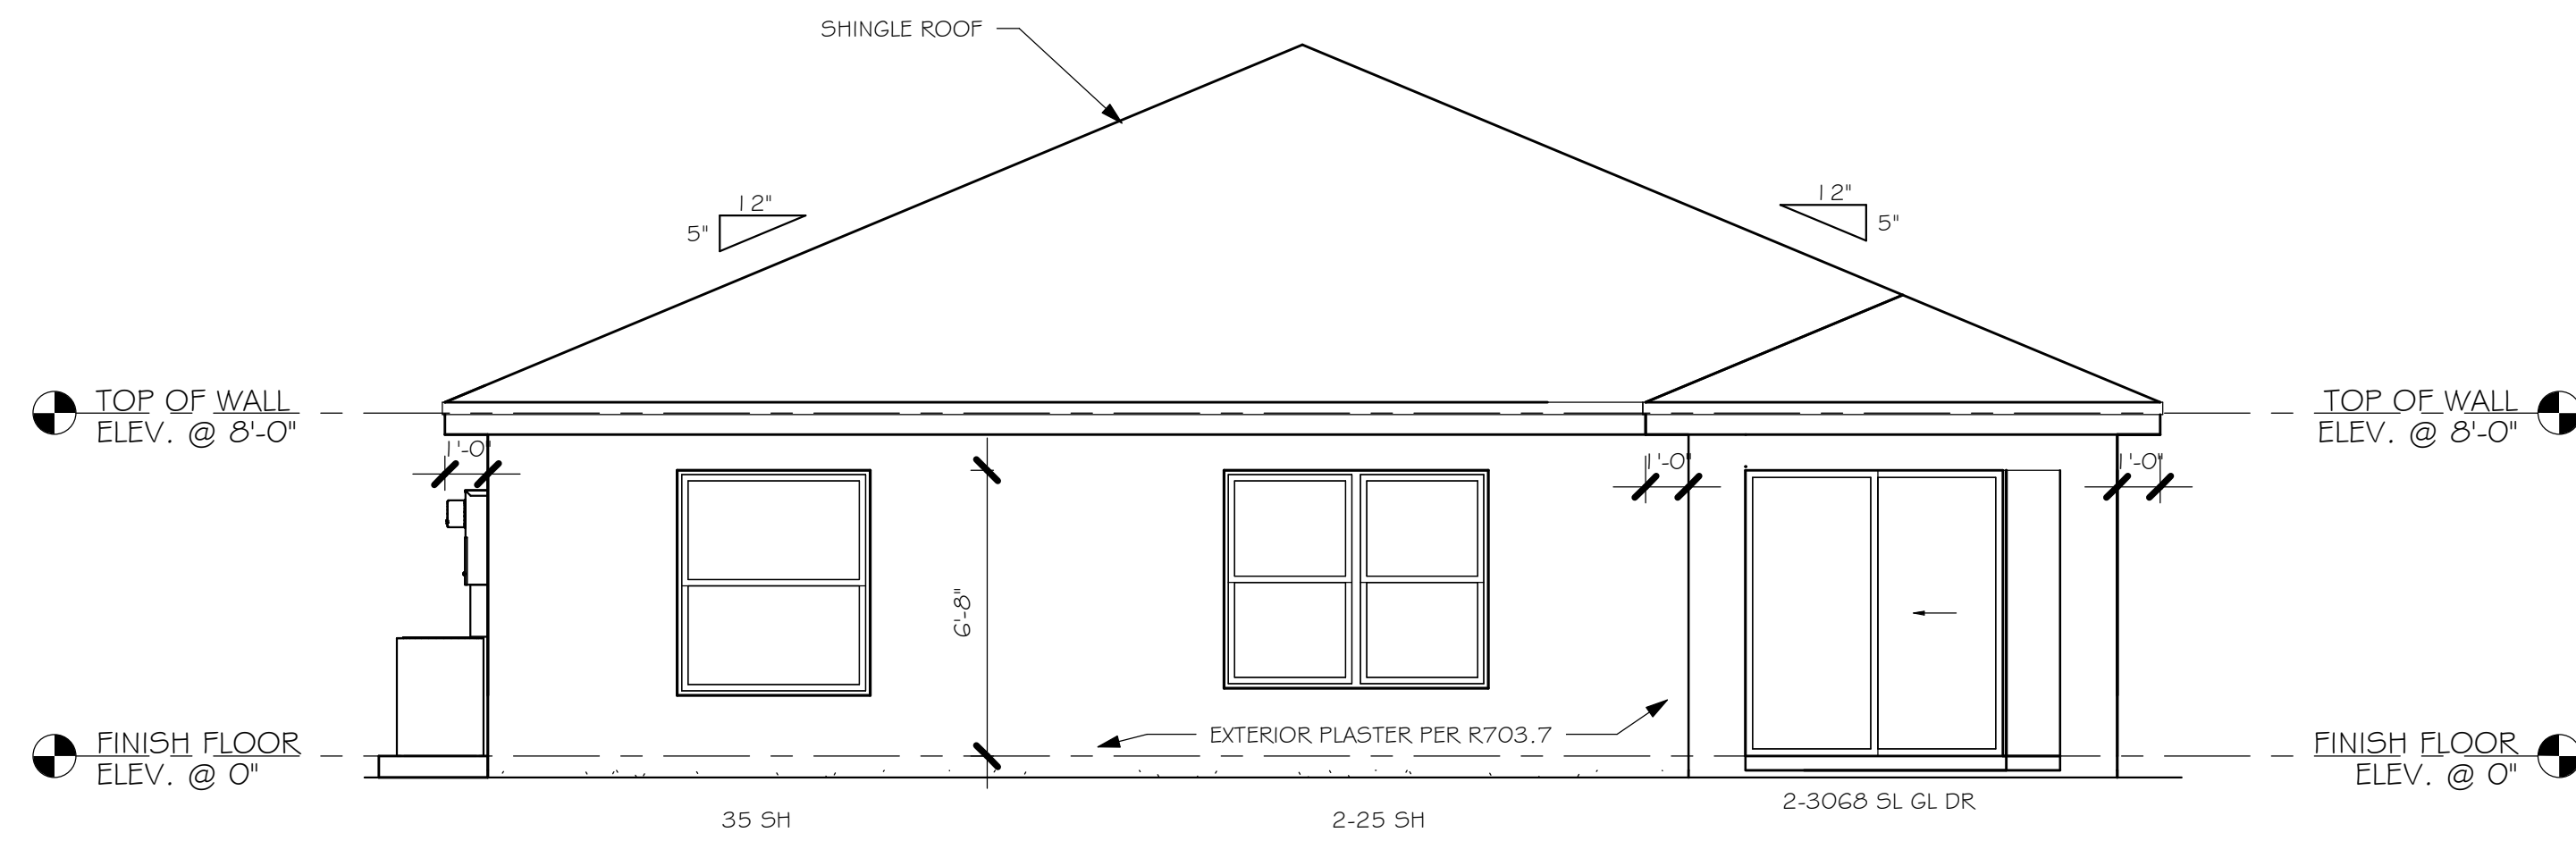 SHINGLE ROOF
12"
5"
12"
5"
TOP OF WALL
ELEV. @ 8'-0"
TOP OF WALL
ELEV. @ 8'-0"
1'-0"
1'-0"
1'-0"
6'-8"
EXTERIOR PLASTER PER R703.7
FINISH FLOOR
ELEV. @ 0"
FINISH FLOOR
ELEV. @ 0"
35 SH
2-25 SH
2-3068 SL GL DR